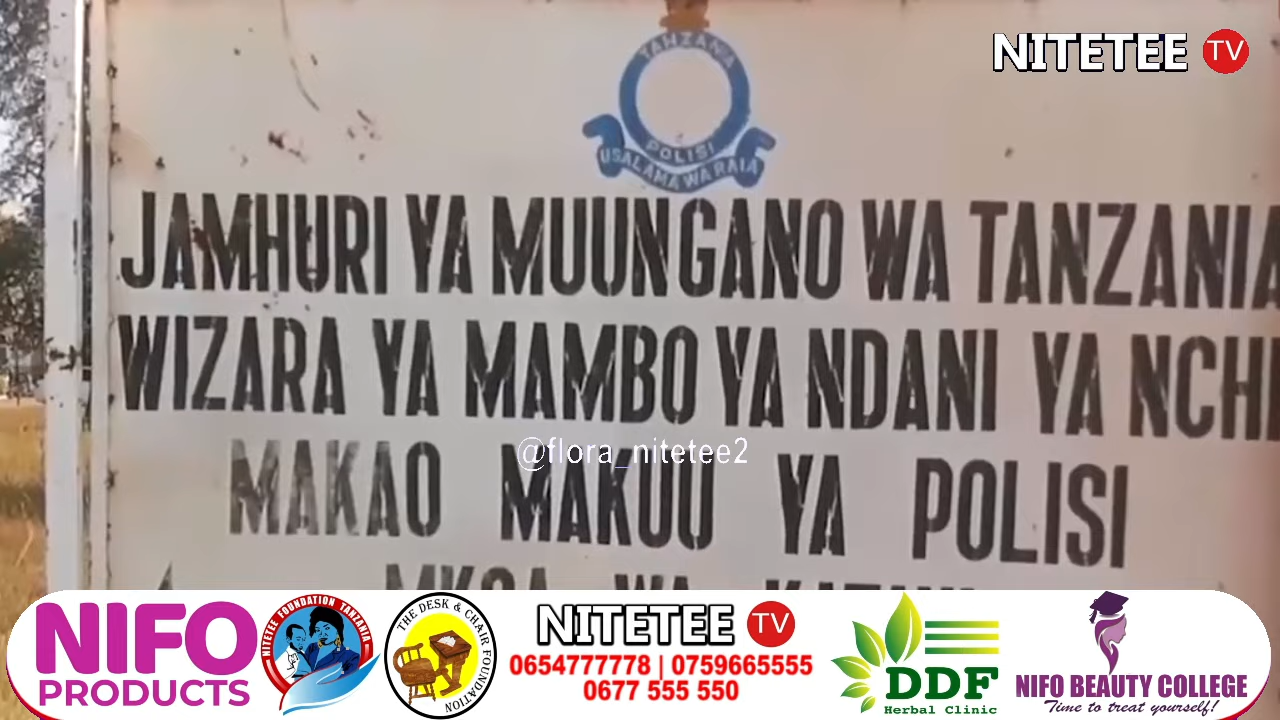 NITETEE TV
TANZANIA
POLISI
USALAMA WA RAIA
JAMHURI YA MUUNGANO WA TANZANIA
WIZARA YA MAMBO YA NDANI YA NCHI
@flora_nitetee2
MAKAO MAKUU YA POLISI
MKOA WA
NIFO
PRODUCTS
NITETEE FOUNDATION TANZANIA
THE DESK & CHAIR FOUNDATION
NITETEE TV
0654777778 | 0759665555
0677 555 550
DDF
Herbal Clinic
NIFO BEAUTY COLLEGE
Time to treat yourself!